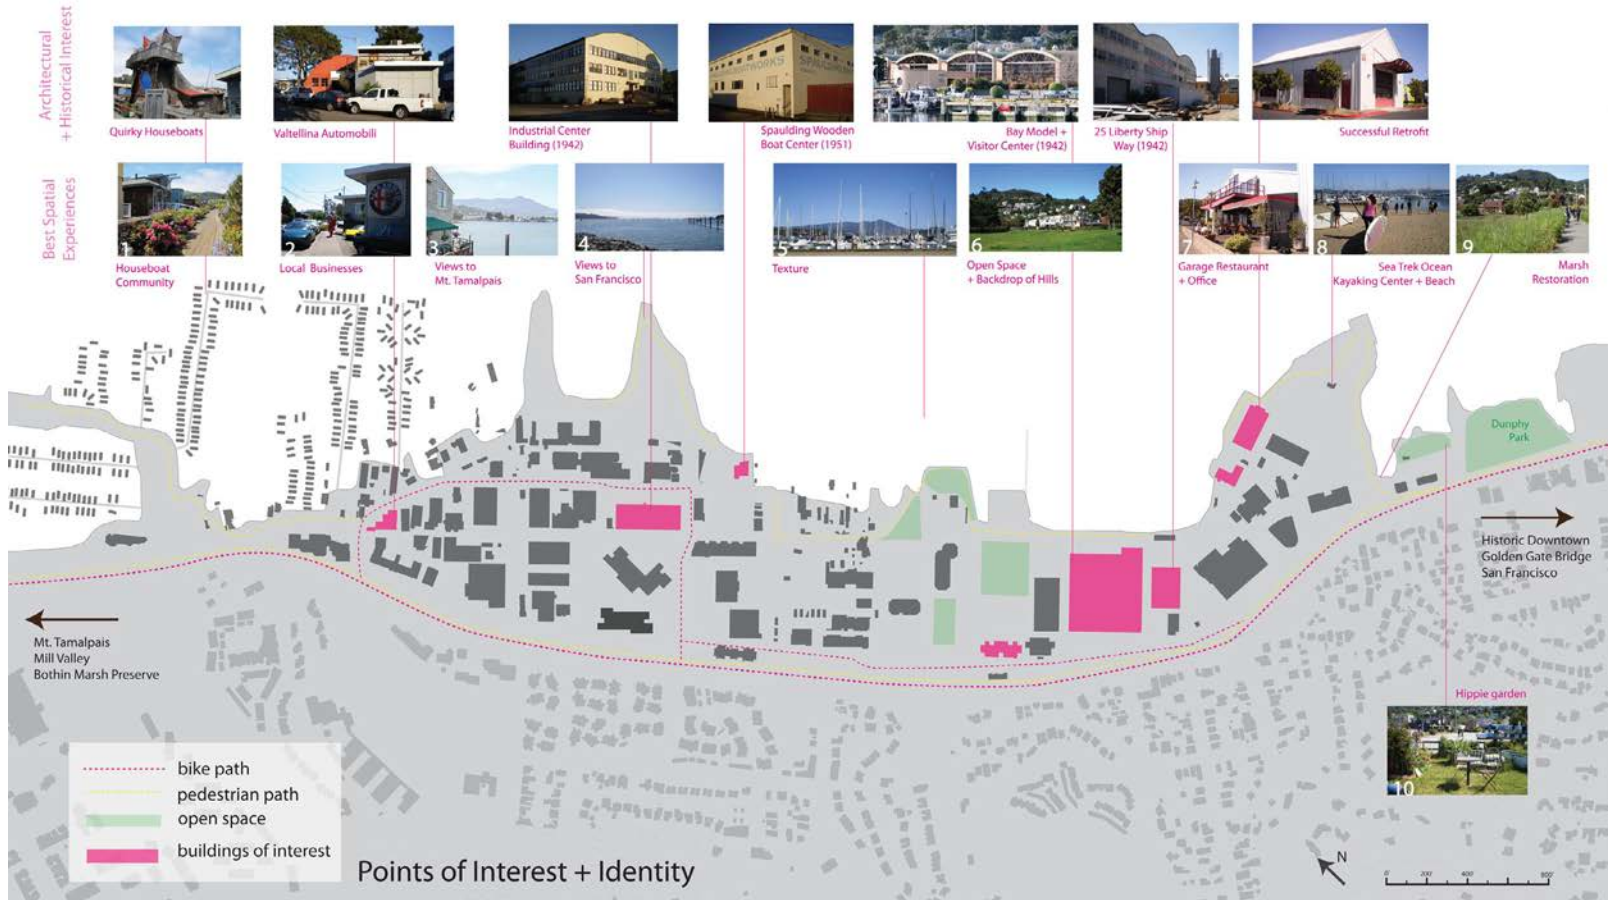 Architectural
+ Historical Interest
Quirky Houseboats
Valtellina Automobili
Industrial Center
Building (1942)
Spaulding Wooden
Boat Center (1951)
Bay Model +
Visitor Center (1942)
25 Liberty Ship
Way (1942)
Successful Retrofit
Best Spatial
Experiences
1
Houseboat
Community
2
Local Businesses
3
Views to
Mt. Tamalpais
4
Views to
San Francisco
5
Texture
6
Open Space
+ Backdrop of Hills
7
Garage Restaurant
+ Office
8
Sea Trek Ocean
Kayaking Center + Beach
9
Marsh
Restoration
Dunphy
Park
Historic Downtown
Golden Gate Bridge
San Francisco
Mt. Tamalpais
Mill Valley
Bothin Marsh Preserve
Hippie garden
10
bike path
pedestrian path
open space
buildings of interest
Points of Interest + Identity
N
0 200 400 800'